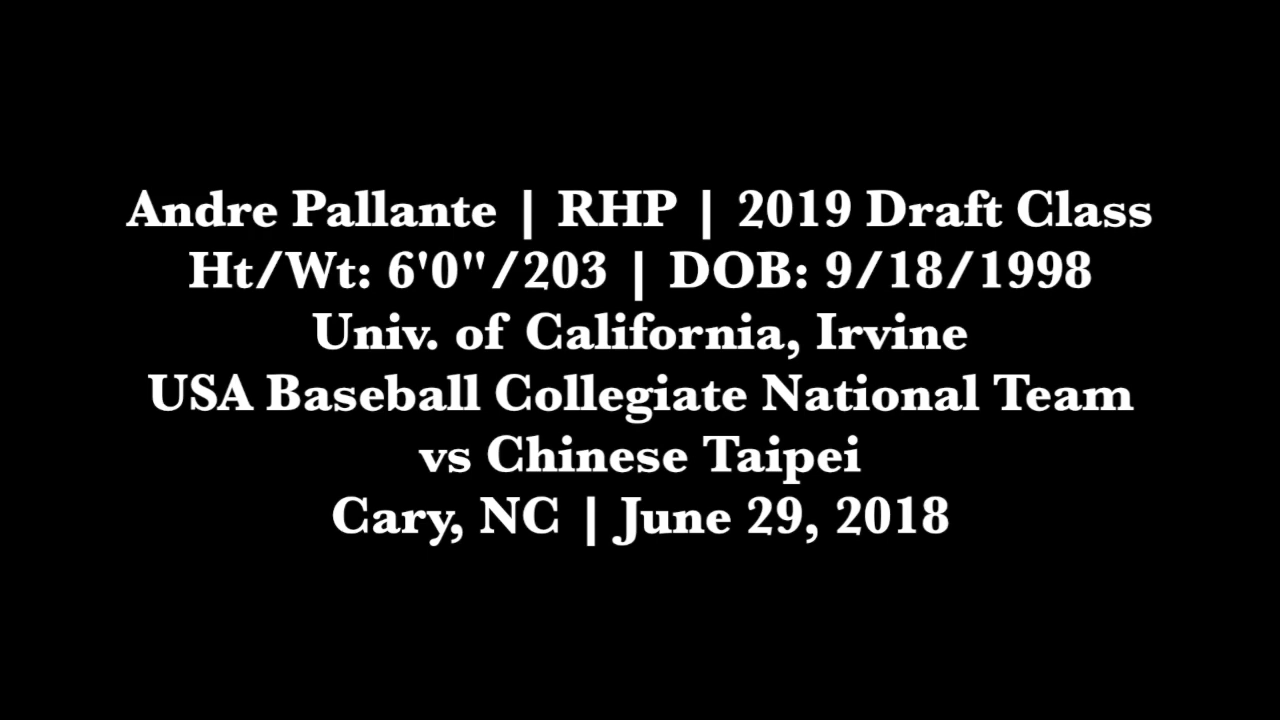 Andre Pallante | RHP | 2019 Draft Class
Ht/Wt: 6'0"/203 | DOB: 9/18/1998
Univ. of California, Irvine
USA Baseball Collegiate National Team
vs Chinese Taipei
Cary, NC | June 29, 2018